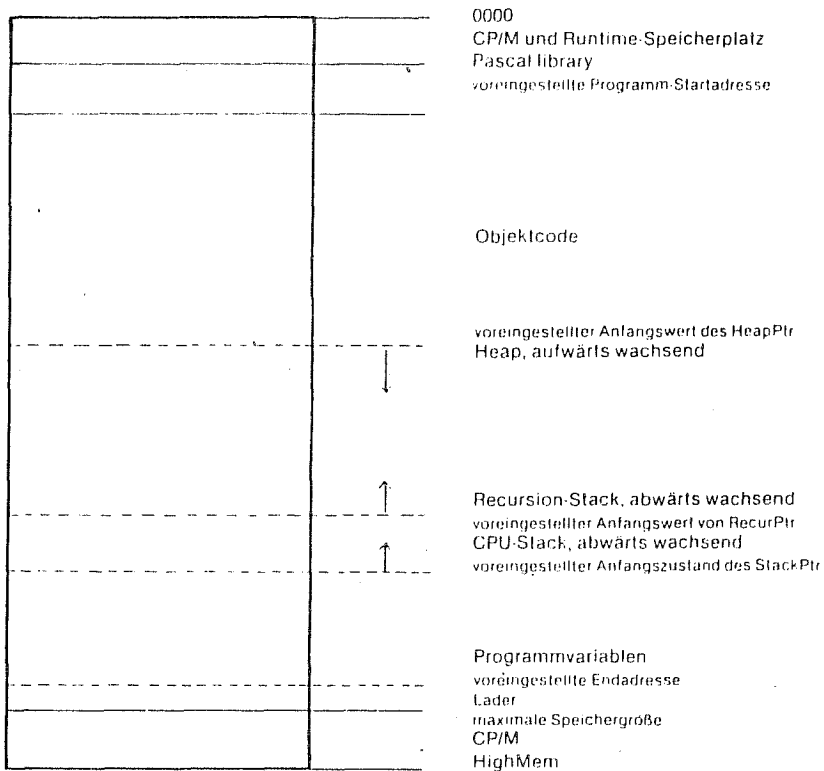 0000
CP/M und Runtime-Speicherplatz
Pascal library
voreingestellte Programm-Startadresse
Objektcode
voreingestellter Anfangswert des HeapPtr
Heap, aufwärts wachsend
Recursion-Stack, abwärts wachsend
voreingestellter Anfangswert von RecurPtr
CPU-Stack, abwärts wachsend
voreingestellter Anfangszustand des StackPtr
Programmvariablen
voreingestellte Endadresse
Lader
maximale Speichergröße
CP/M
HighMem